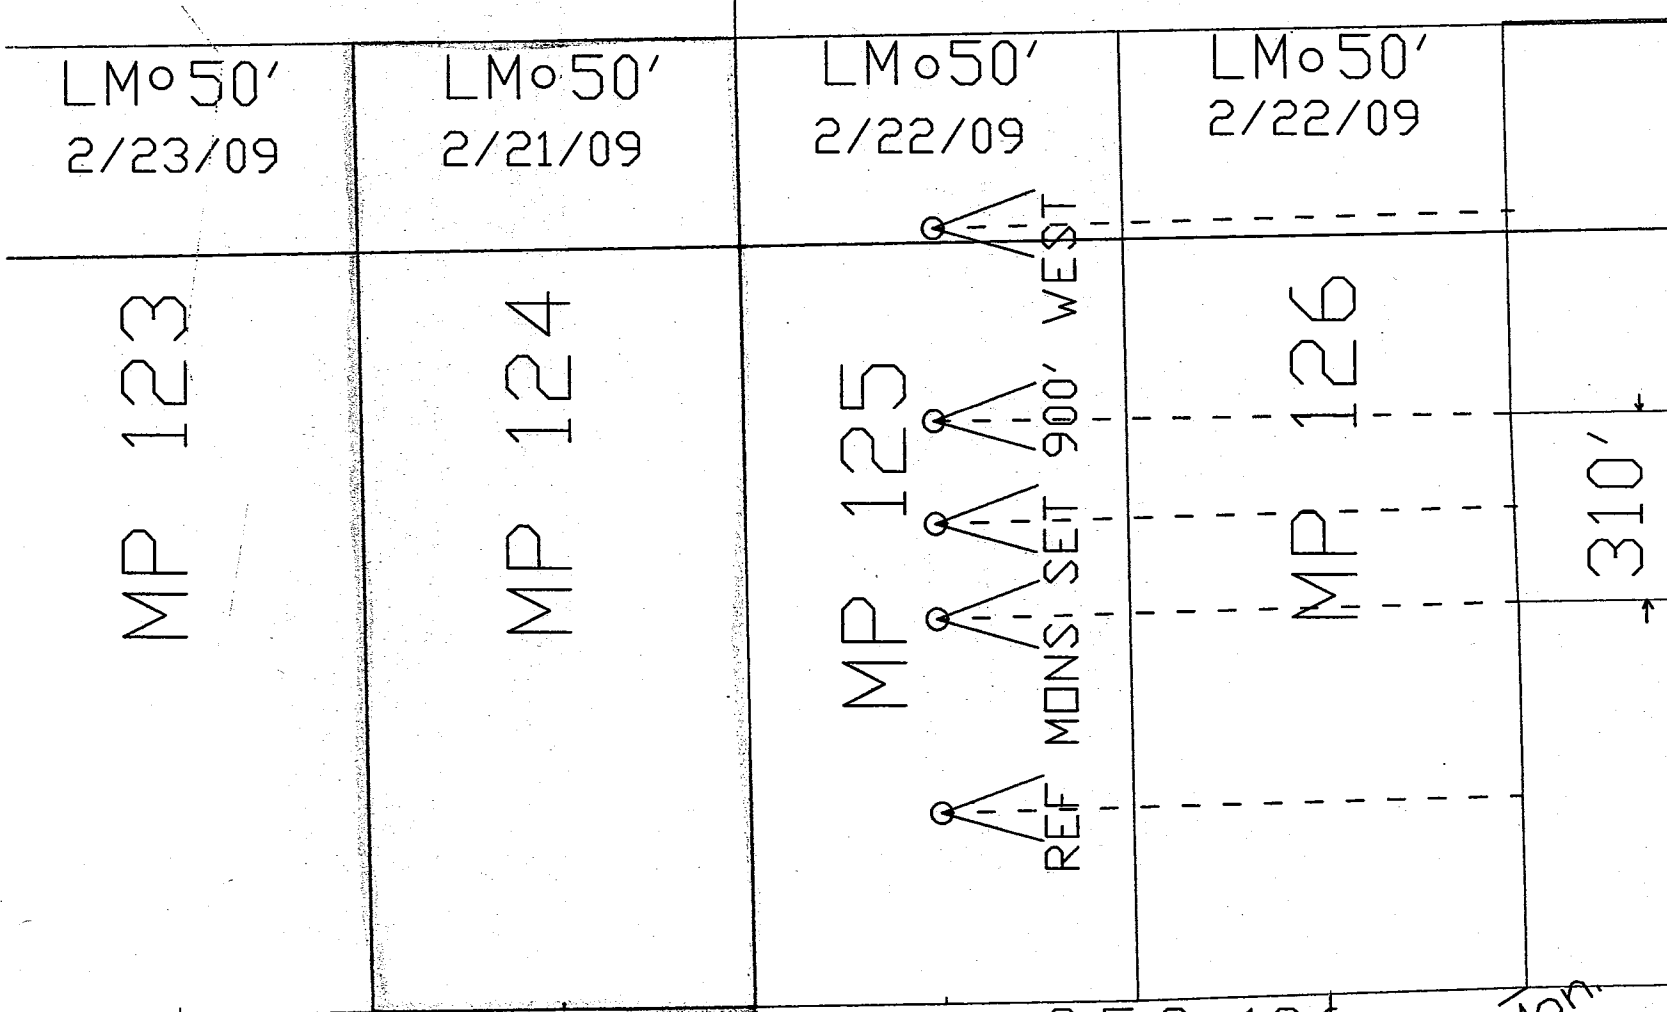 LM○50'
2/23/09
LM○50'
2/21/09
LM○50'
2/22/09
LM○50'
2/22/09
MP 123
MP 124
MP 125
REF MONS SET 900' WEST
MP 126
310'
Mon.